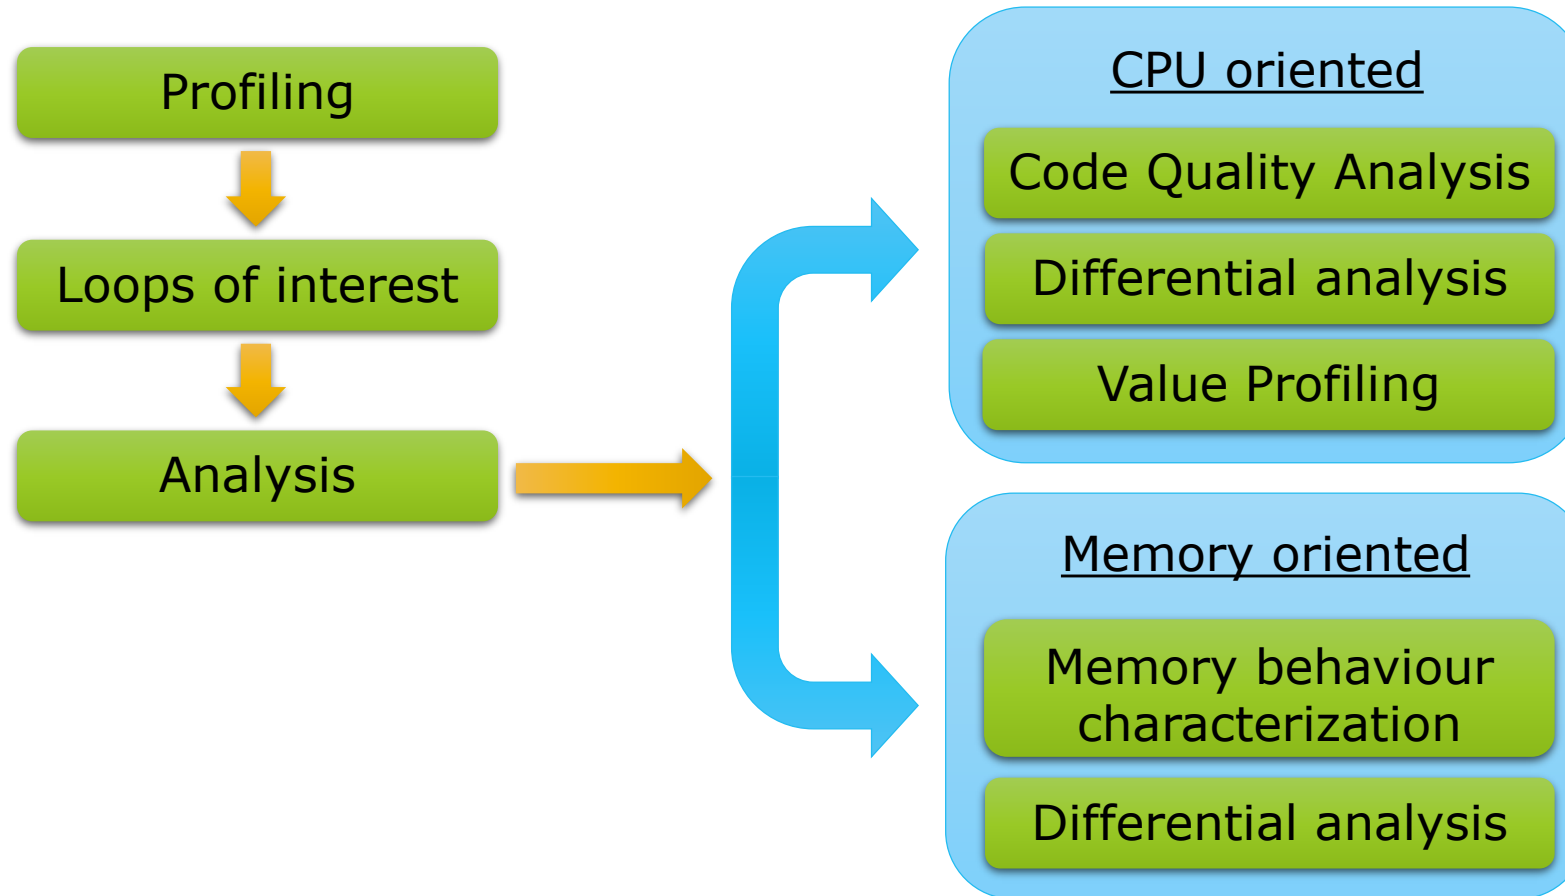 Profiling
Loops of interest
Analysis
CPU oriented
Code Quality Analysis
Differential analysis
Value Profiling
Memory oriented
Memory behaviour
characterization
Differential analysis